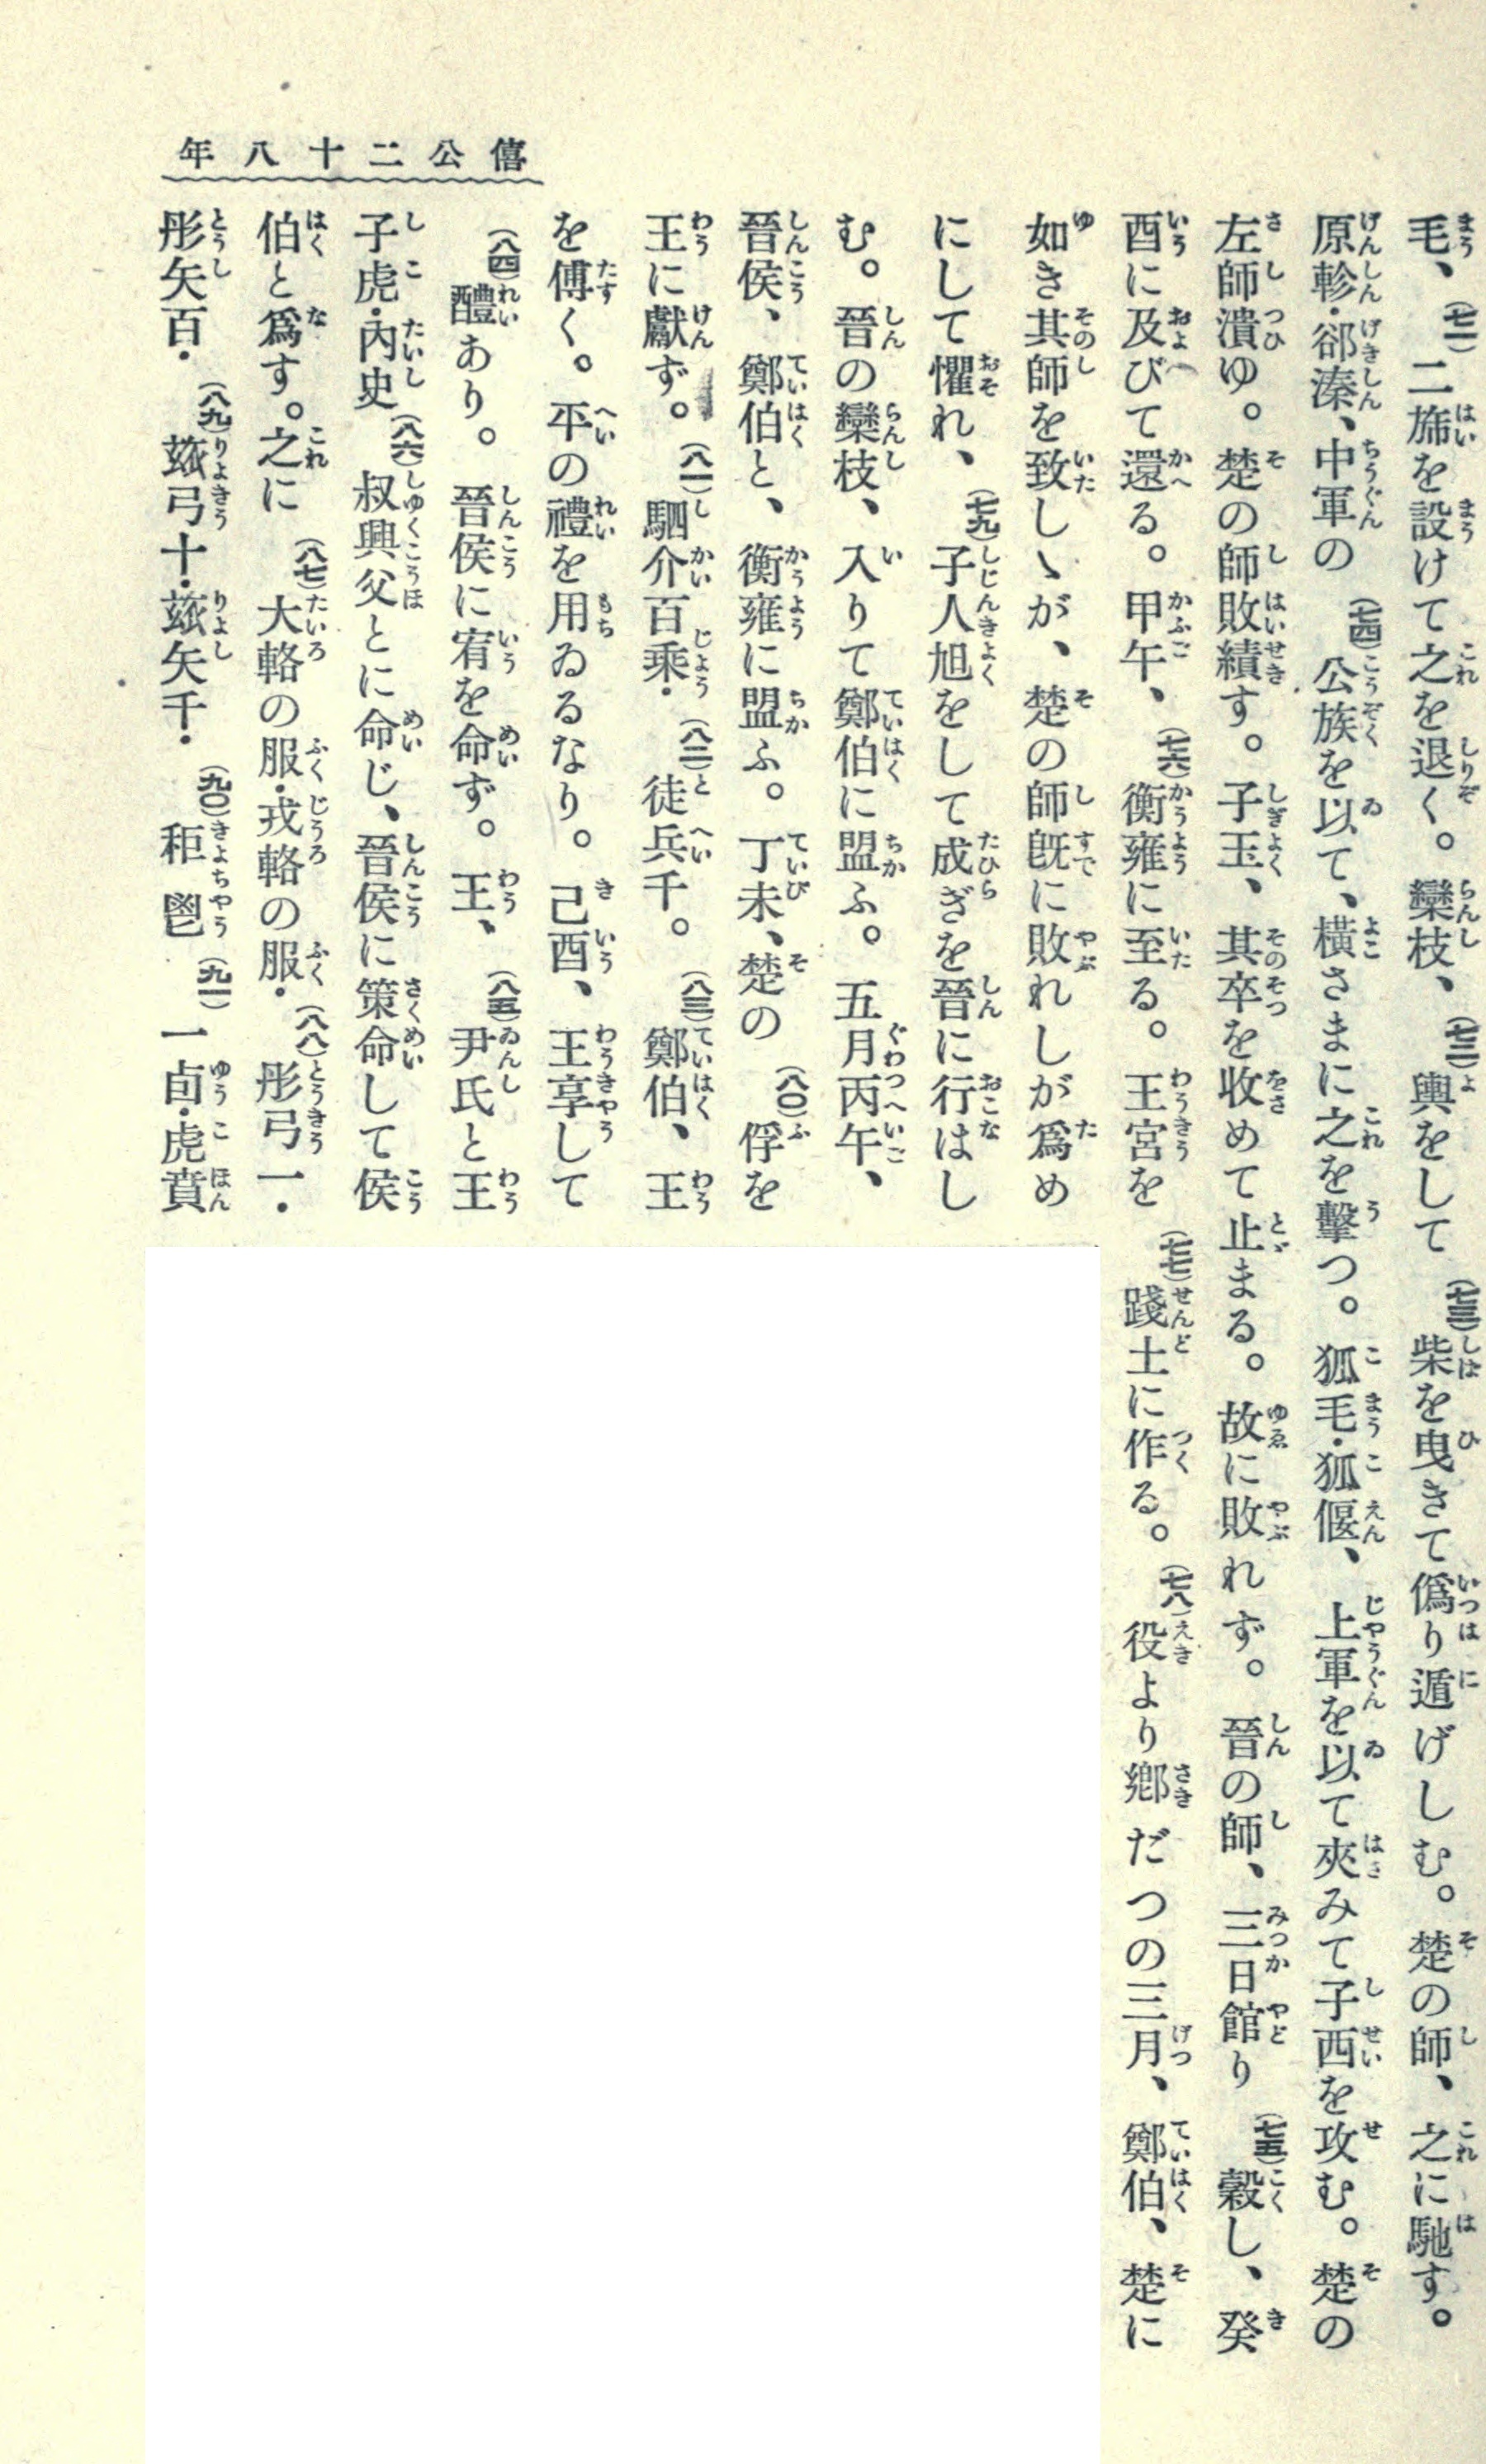 僖公二十八年
毛、(七一)二旆を設けて之を退く。欒枝、(七二)輿をして(七三)柴を曳きて僞り遁げしむ。楚の師、之に馳す。
原軫・郤溱、中軍の(七四)公族を以て、橫さまに之を擊つ。狐毛・狐偃、上軍を以て夾みて子西を攻む。楚の
左師潰ゆ。楚の師敗績す。子玉、其卒を收めて止まる。故に敗れず。晉の師、三日館り(七五)穀し、癸
酉に及びて還る。甲午、(七六)衡雍に至る。王宮を(七七)踐土に作る。(七八)役より鄕だつの三月、鄭伯、楚に
如き其師を致しゝが、楚の師旣に敗れしが爲め
にして懼れ、(七九)子人旭をして成ぎを晉に行はし
む。晉の欒枝、入りて鄭伯に盟ふ。五月丙午、
晉侯、鄭伯と、衡雍に盟ふ。丁未、楚の(八〇)俘を
王に獻ず。(八一)駟介百乘・(八二)徒兵千。(八三)鄭伯、王
を傅く。平の禮を用ゐるなり。己酉、王享して
(八四)醴あり。晉侯に宥を命ず。王、(八五)尹氏と王
子虎・內史(八六)叔興父とに命じ、晉侯に策命して侯
伯と爲す。之に(八七)大輅の服・戎輅の服・(八八)彤弓一・
彤矢百・(八九)玈弓十・玈矢千・(九〇)秬鬯(九一)一卣・虎賁